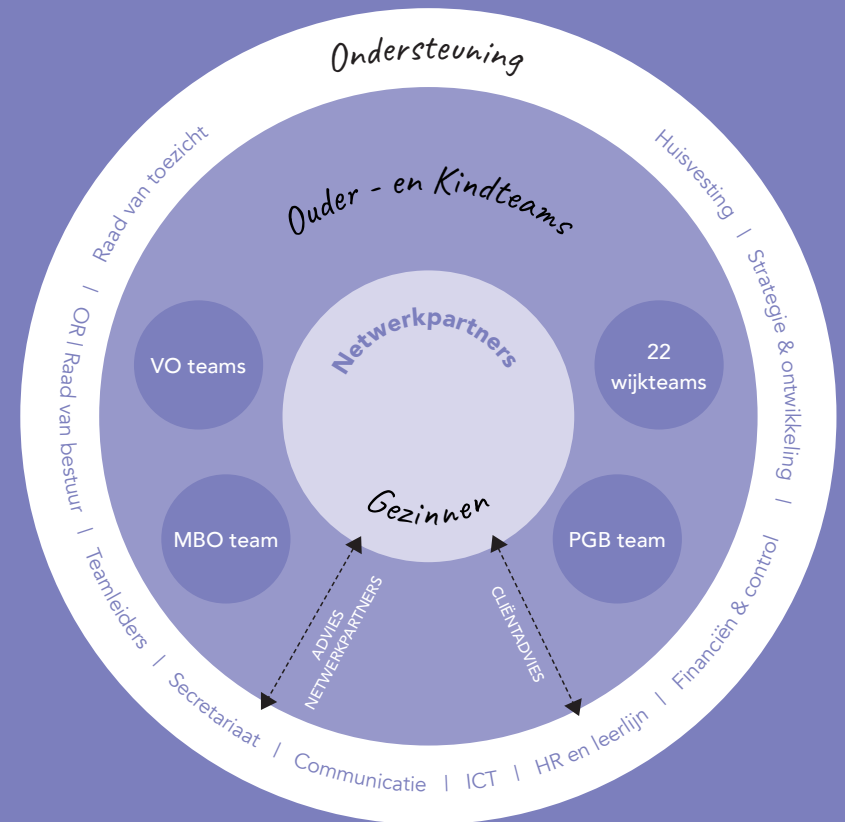 Ondersteuning
Raad van toezicht | OR | Raad van bestuur | Teamleiders | Secretariaat | Communicatie | ICT | HR en leerlijn | Financiën & control
Huisvesting | Strategie & ontwikkeling |
Ouder - en Kindteams
Netwerkpartners
VO teams
22
wijkteams
Gezinnen
MBO team
PGB team
ADVIES
NETWERKPARTNERS
CLIËNTADVIES